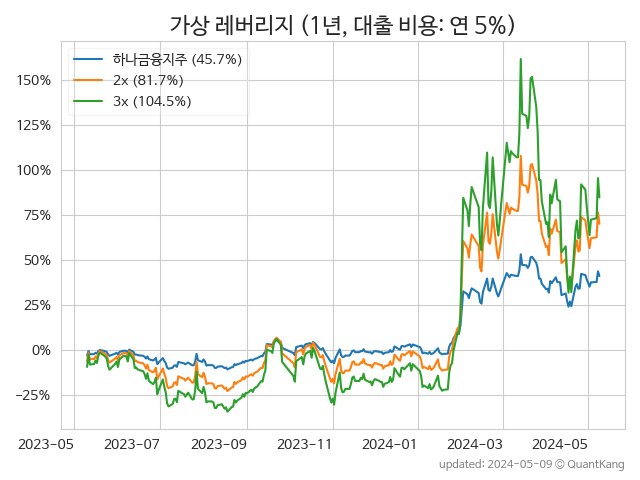 가상 레버리지 (1년, 대출 비용: 연 5%)
하나금융지주 (45.7%)
2x (81.7%)
3x (104.5%)
150%
125%
100%
75%
50%
25%
0%
−25%
2023-05 2023-07 2023-09 2023-11 2024-01 2024-03 2024-05
updated: 2024-05-09 © QuantKang